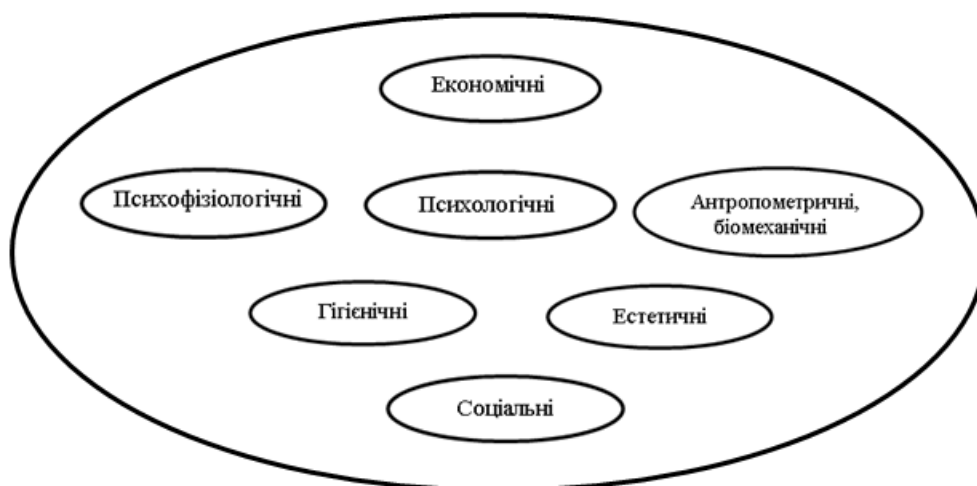 Економічні
Психофізіологічні
Психологічні
Антропометричні,
біомеханічні
Гігієнічні
Естетичні
Соціальні